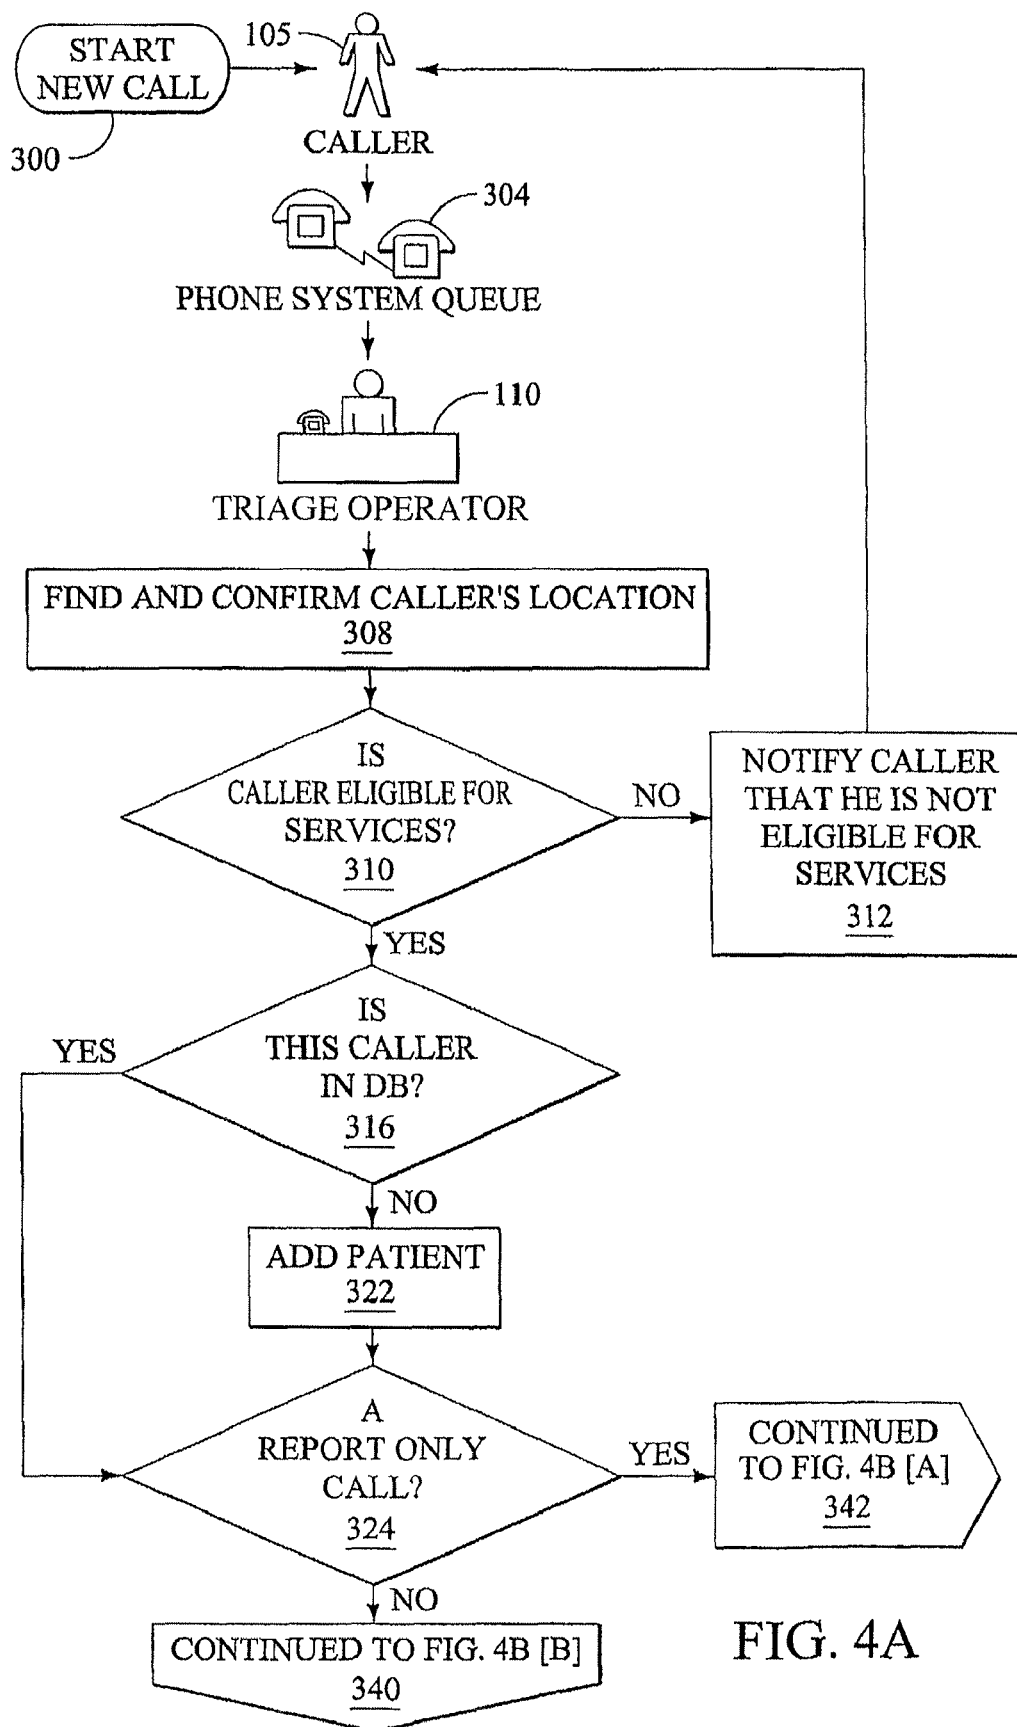 START
NEW CALL
300
105
CALLER
304
PHONE SYSTEM QUEUE
110
TRIAGE OPERATOR
FIND AND CONFIRM CALLER'S LOCATION
308
IS
CALLER ELIGIBLE FOR
SERVICES?
310
NO
NOTIFY CALLER
THAT HE IS NOT
ELIGIBLE FOR
SERVICES
312
YES
IS
THIS CALLER
IN DB?
316
YES
NO
ADD PATIENT
322
A
REPORT ONLY
CALL?
324
YES
CONTINUED
TO FIG. 4B [A]
342
NO
CONTINUED TO FIG. 4B [B]
340
FIG. 4A